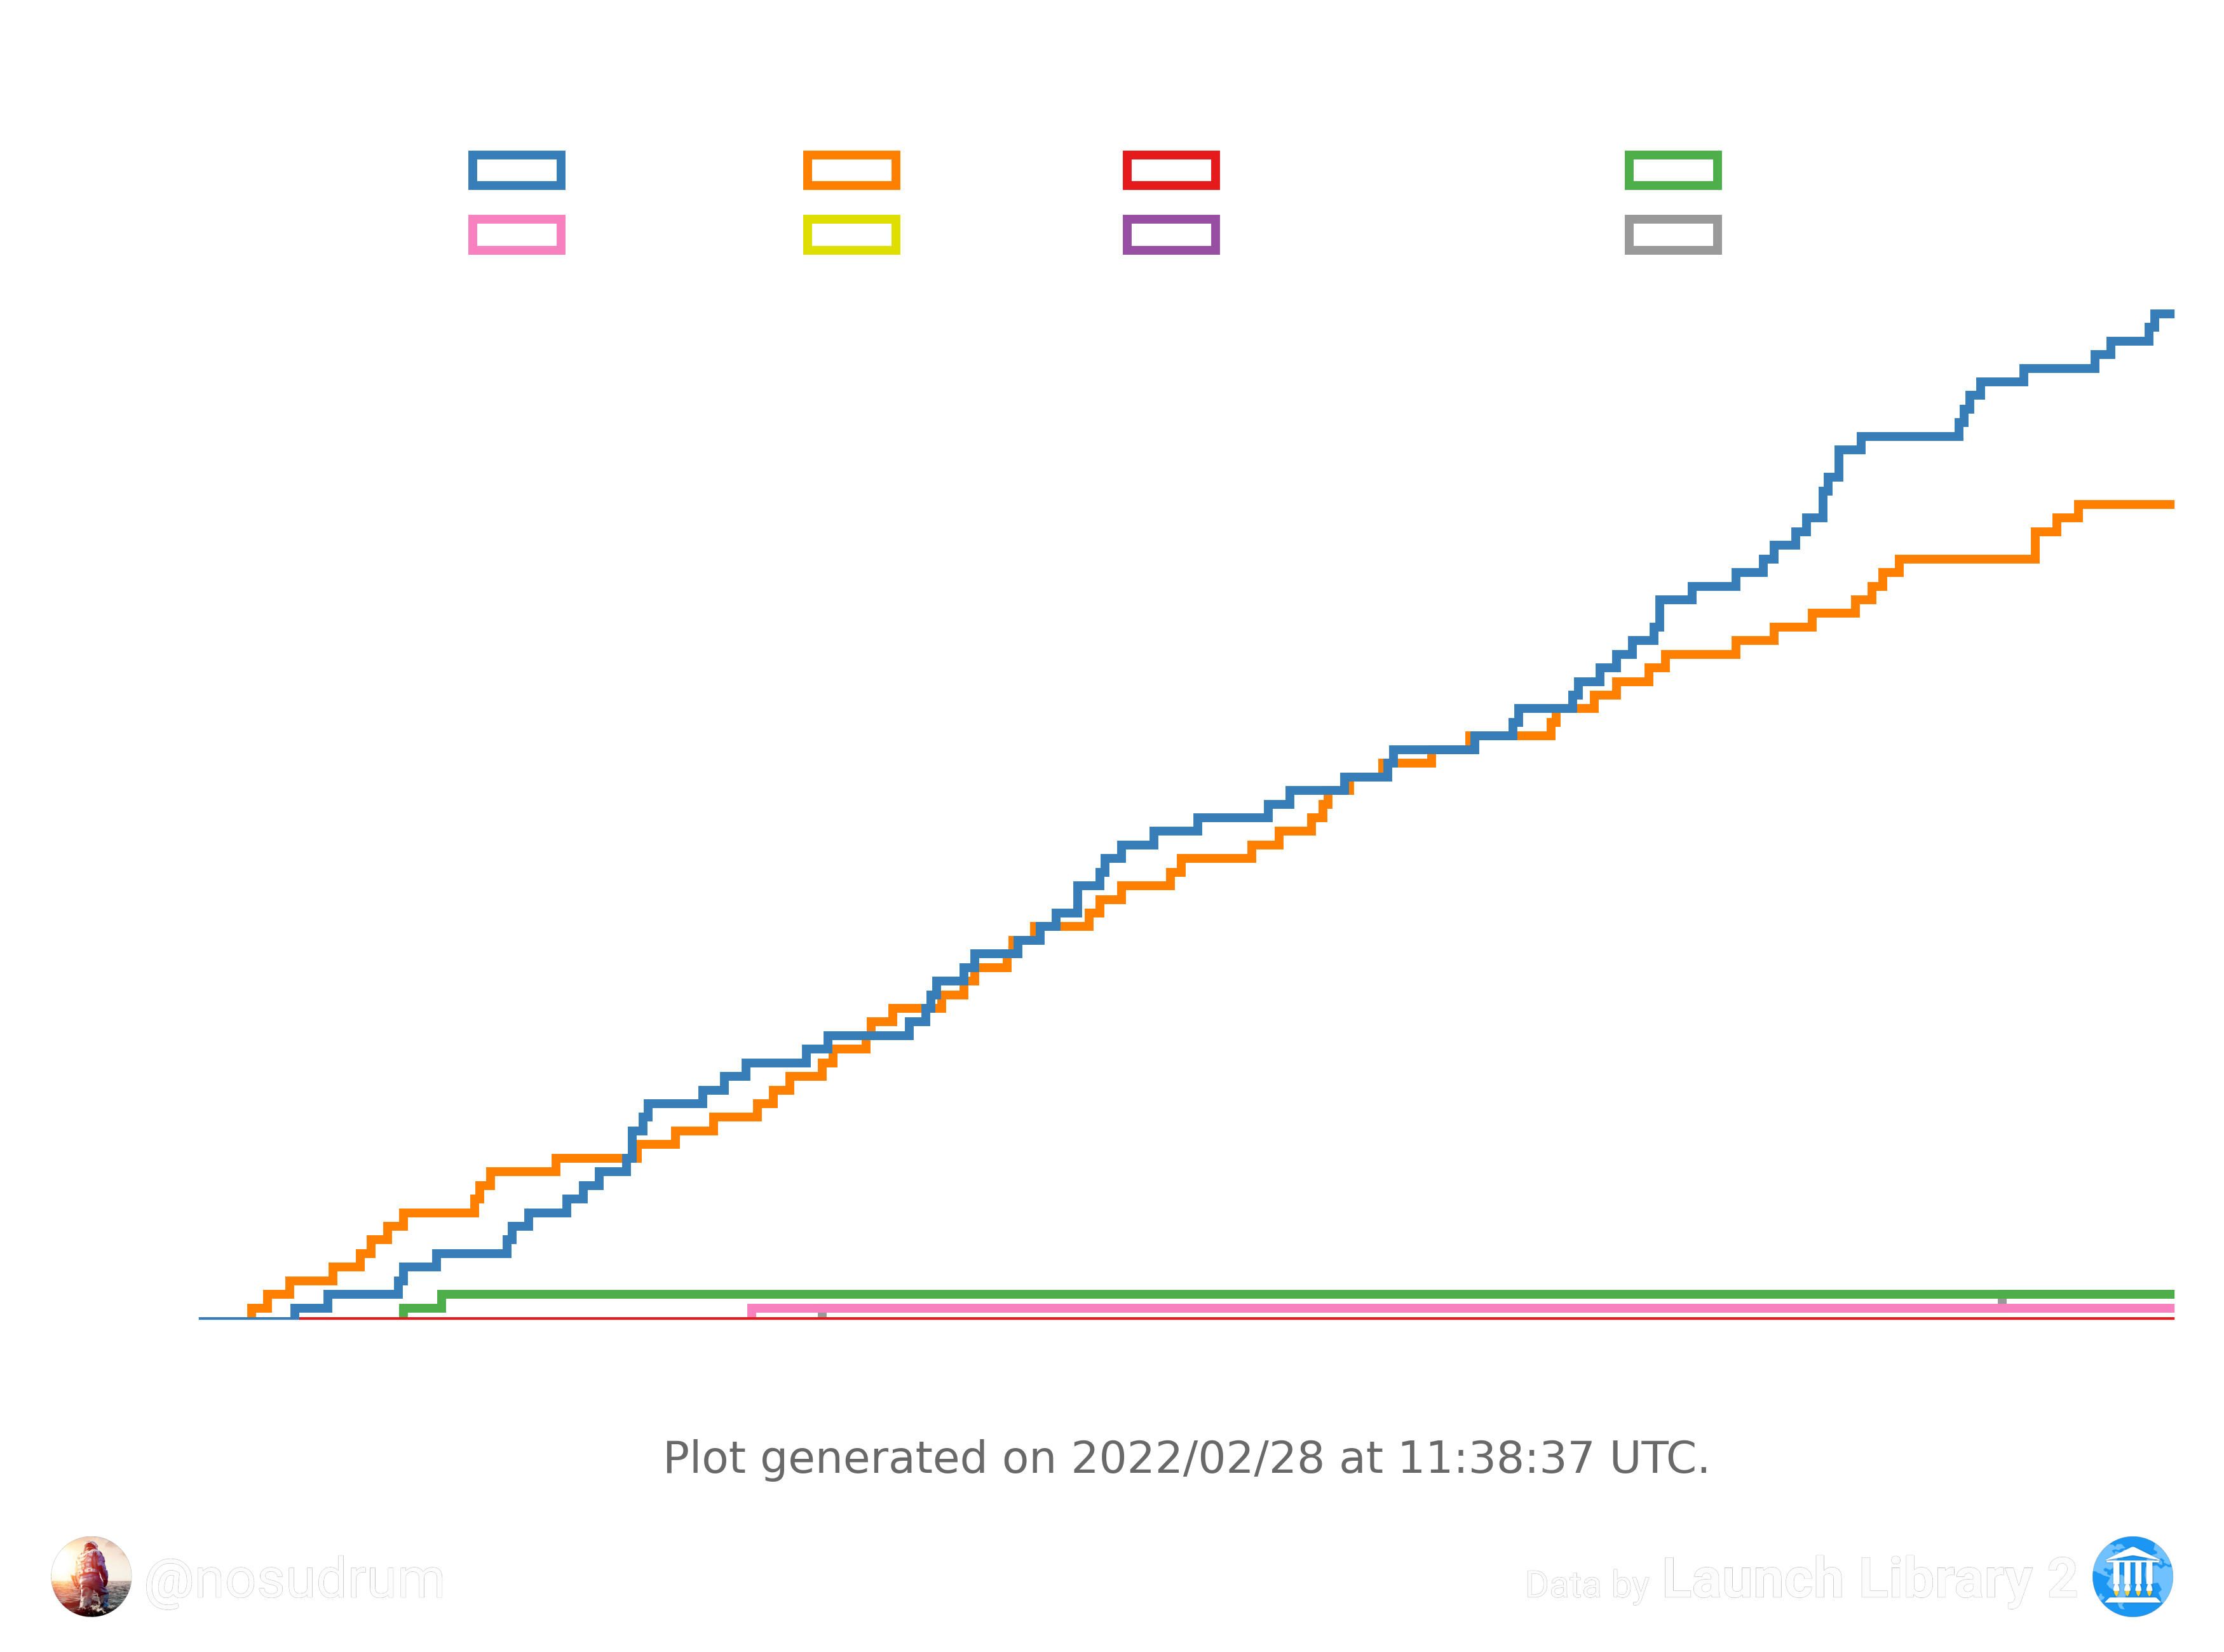 Plot generated on 2022/02/28 at 11:38:37 UTC.
@nosudrum
Data by Launch Library 2